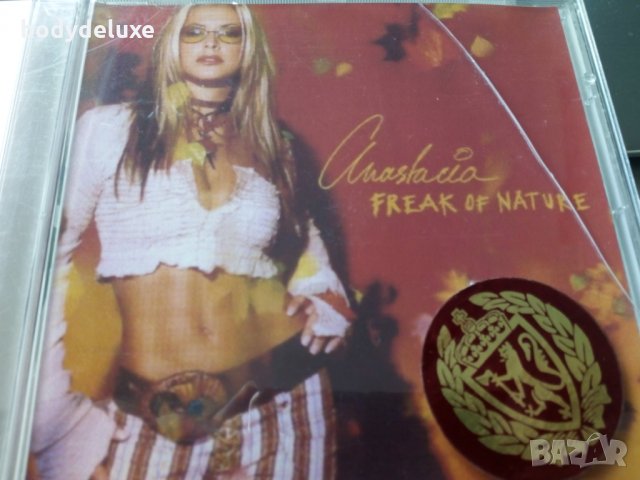 bodydeluxe
Anastacia
FREAK OF NATURE
BAZAR